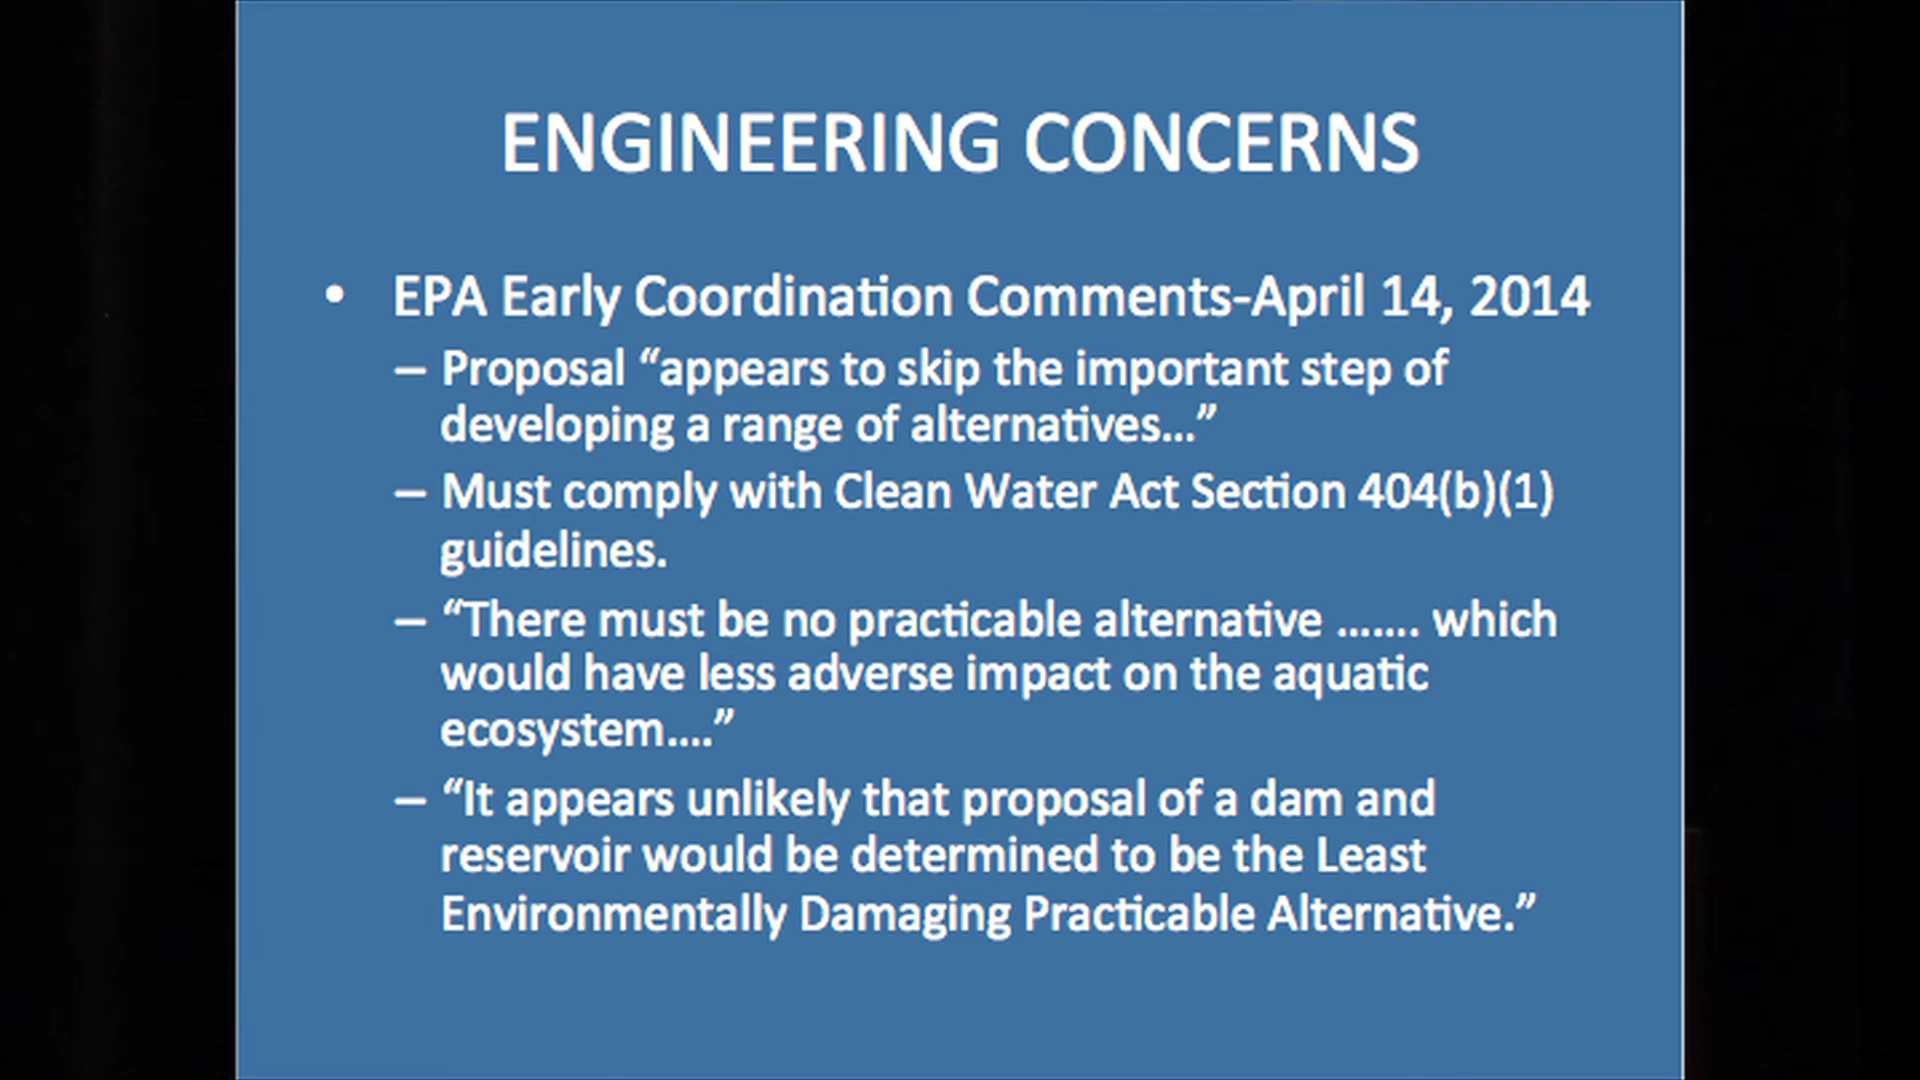 ENGINEERING CONCERNS
• EPA Early Coordination Comments-April 14, 2014
– Proposal “appears to skip the important step of
developing a range of alternatives...”
– Must comply with Clean Water Act Section 404(b)(1)
guidelines.
– “There must be no practicable alternative ....... which
would have less adverse impact on the aquatic
ecosystem....”
– “It appears unlikely that proposal of a dam and
reservoir would be determined to be the Least
Environmentally Damaging Practicable Alternative.”